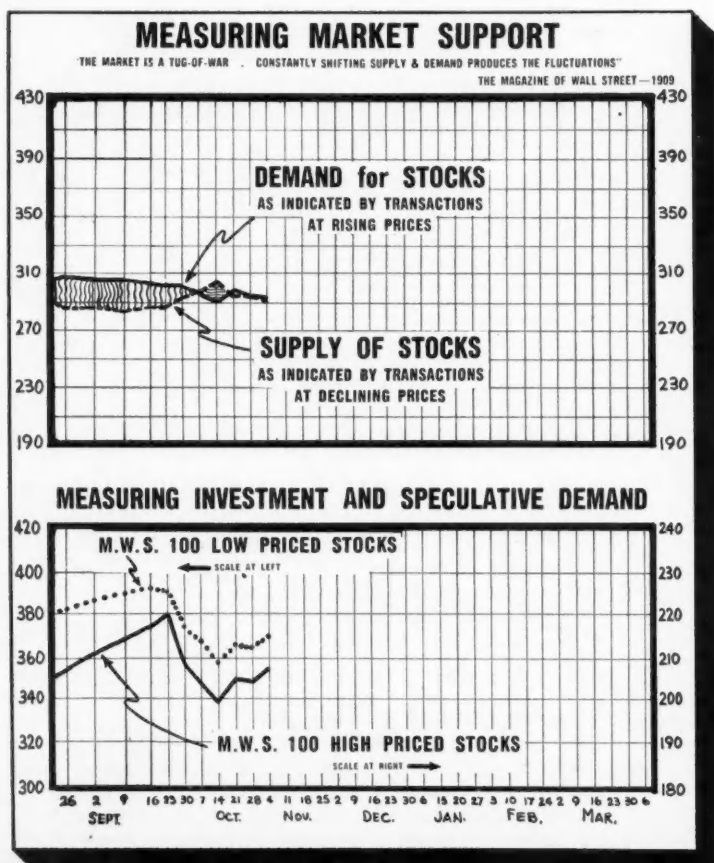 MEASURING MARKET SUPPORT
"THE MARKET IS A TUG-OF-WAR . CONSTANTLY SHIFTING SUPPLY & DEMAND PRODUCES THE FLUCTUATIONS"
THE MAGAZINE OF WALL STREET—1909
430 430
390 390
DEMAND for STOCKS
AS INDICATED BY TRANSACTIONS
350 350
AT RISING PRICES
310 310
270 270
SUPPLY OF STOCKS
AS INDICATED BY TRANSACTIONS
230 230
AT DECLINING PRICES
190 190
MEASURING INVESTMENT AND SPECULATIVE DEMAND
420 240
M.W.S. 100 LOW PRICED STOCKS
SCALE AT LEFT
400 230
380 220
360 210
340 200
320 190
M.W.S. 100 HIGH PRICED STOCKS
SCALE AT RIGHT
300 180
26 2 9 16 23 30 7 14 21 28 4 11 18 25 2 9 16 23 30 6 15 20 27 3 10 17 24 2 9 16 23 30 6
SEPT. OCT. NOV. DEC. JAN. FEB. MAR.